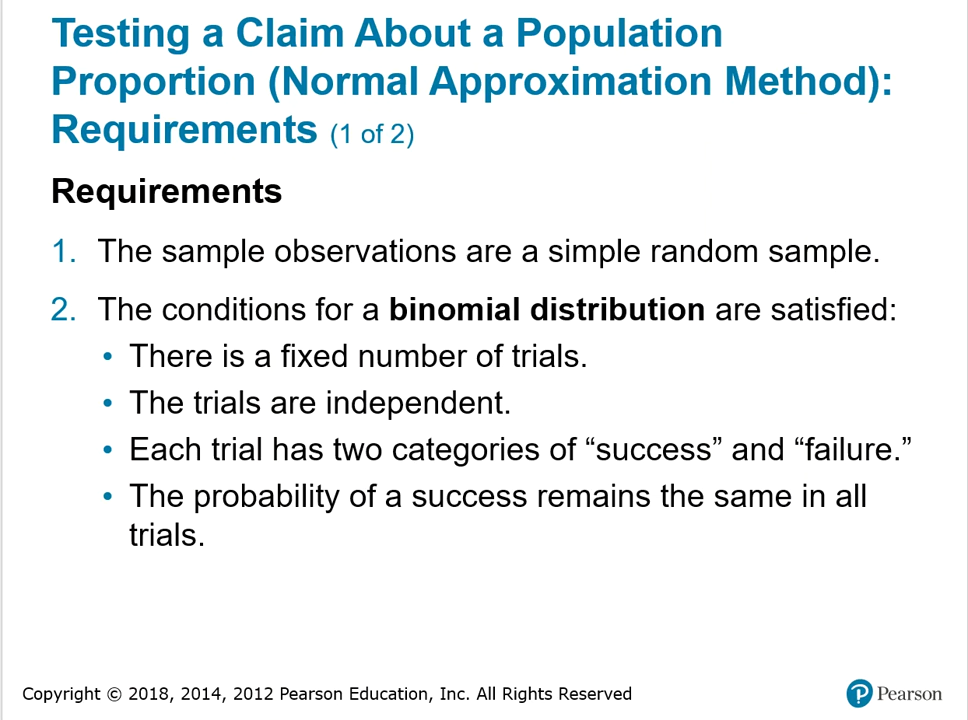 Testing a Claim About a Population
Proportion (Normal Approximation Method):
Requirements (1 of 2)
Requirements
1. The sample observations are a simple random sample.
2. The conditions for a binomial distribution are satisfied:
• There is a fixed number of trials.
• The trials are independent.
• Each trial has two categories of “success” and “failure.”
• The probability of a success remains the same in all
trials.
Copyright © 2018, 2014, 2012 Pearson Education, Inc. All Rights Reserved
P Pearson